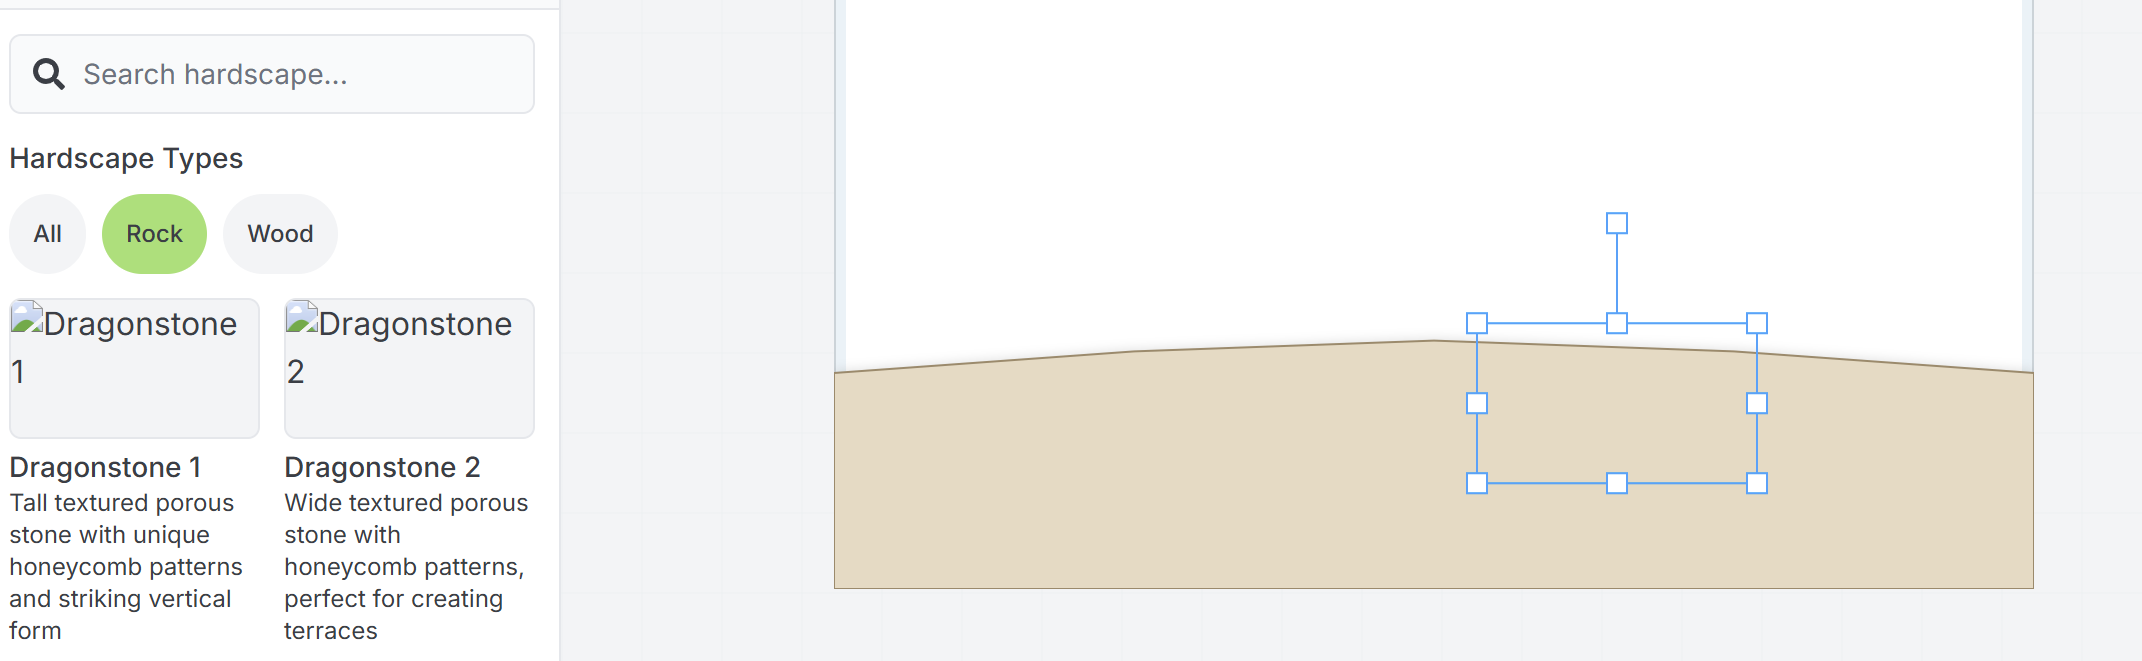 Search hardscape...
Hardscape Types
All
Rock
Wood
Dragonstone
1
Dragonstone
2
Dragonstone 1
Tall textured porous
stone with unique
honeycomb patterns
and striking vertical
form
Dragonstone 2
Wide textured porous
stone with
honeycomb patterns,
perfect for creating
terraces